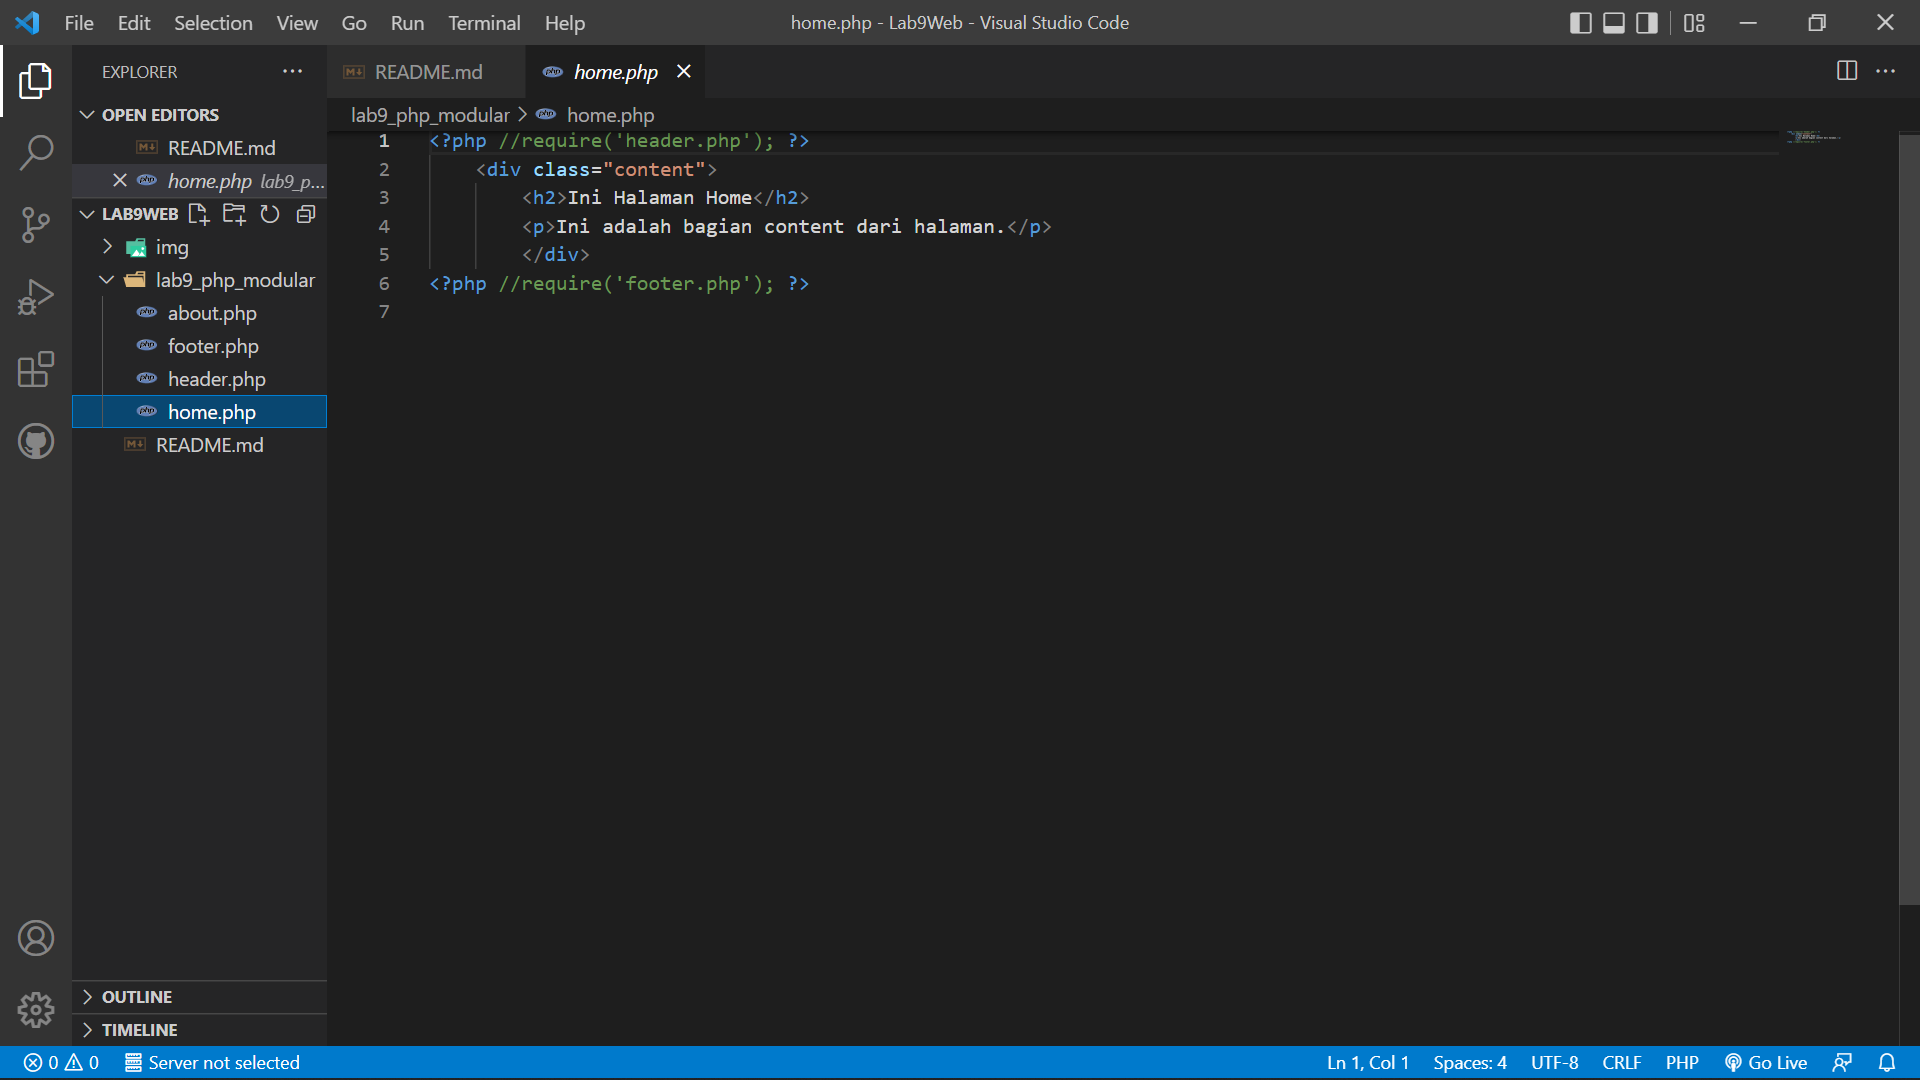 File Edit Selection View Go Run Terminal Help
home.php - Lab9Web - Visual Studio Code
EXPLORER
OPEN EDITORS
README.md
home.php lab9_p...
LAB9WEB
img
lab9_php_modular
about.php
footer.php
header.php
home.php
README.md
OUTLINE
TIMELINE
README.md home.php
lab9_php_modular > home.php
1 <?php //require('header.php'); ?>
2 <div class="content">
3 <h2>Ini Halaman Home</h2>
4 <p>Ini adalah bagian content dari halaman.</p>
5 </div>
6 <?php //require('footer.php'); ?>
7
0 0 Server not selected
Ln 1, Col 1 Spaces: 4 UTF-8 CRLF PHP Go Live